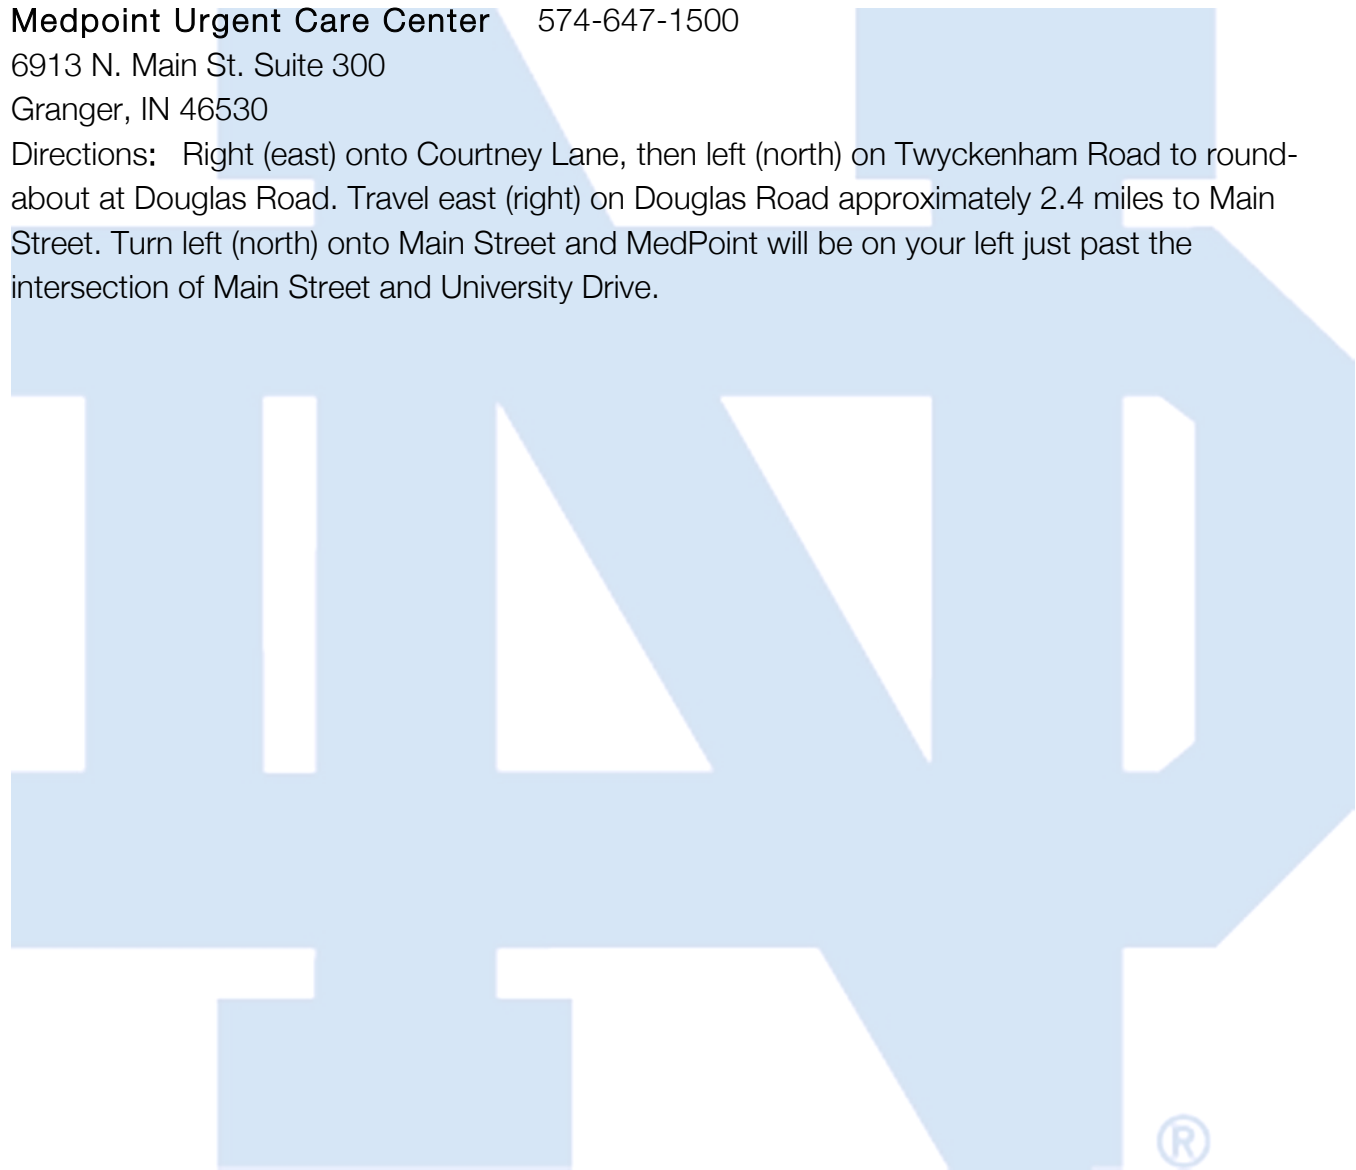 Medpoint Urgent Care Center 574-647-1500
6913 N. Main St. Suite 300
Granger, IN 46530
Directions: Right (east) onto Courtney Lane, then left (north) on Twyckenham Road to round-
about at Douglas Road. Travel east (right) on Douglas Road approximately 2.4 miles to Main
Street. Turn left (north) onto Main Street and MedPoint will be on your left just past the
intersection of Main Street and University Drive.
®